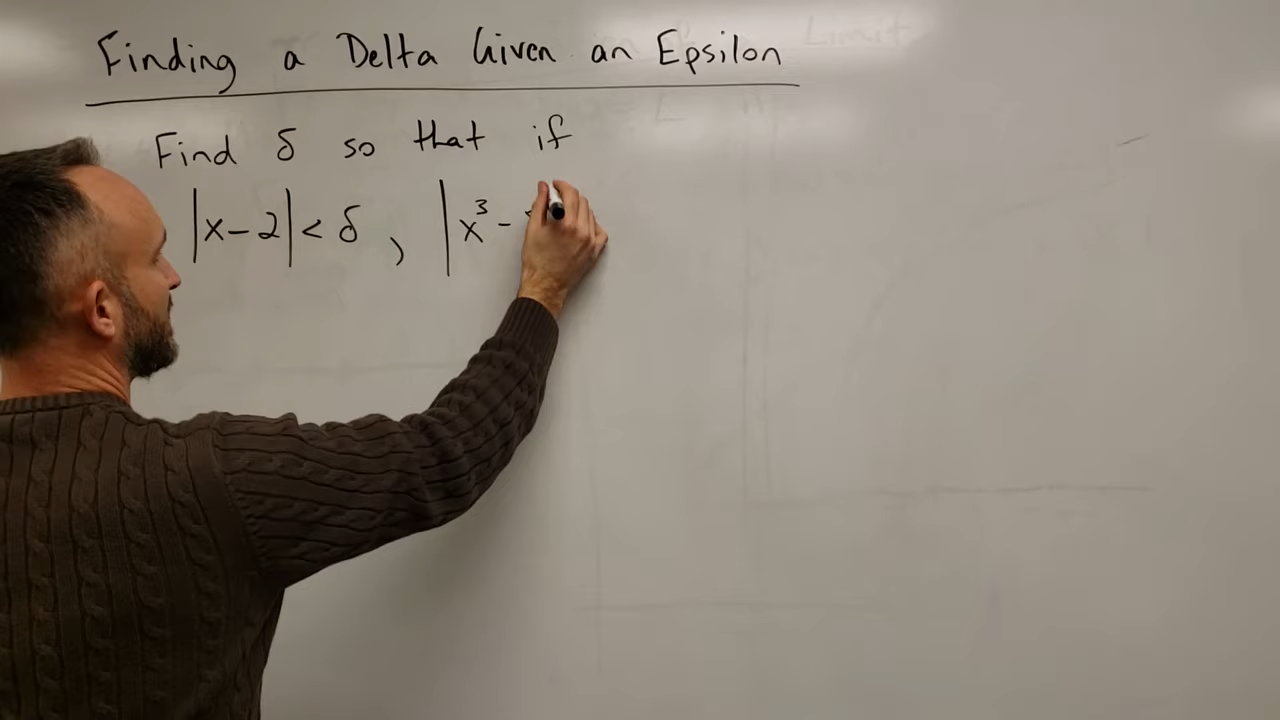 Finding a Delta Given an Epsilon
Find δ so that if
|x-2|<δ, |x³-